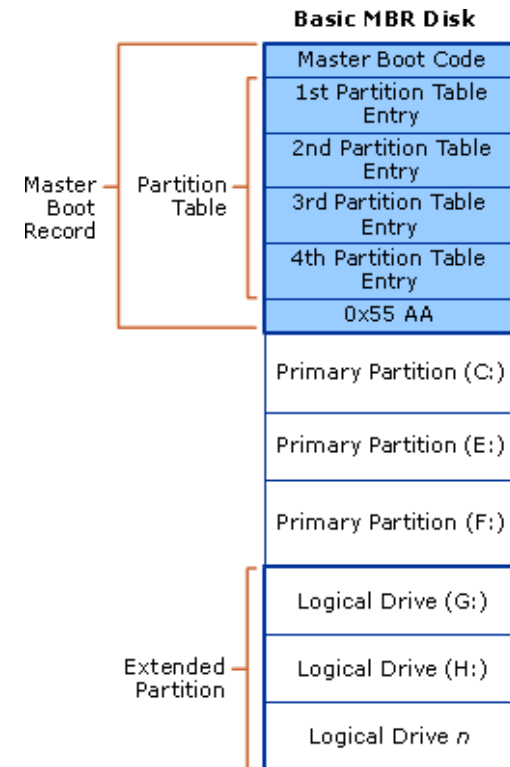 Basic MBR Disk
Master Boot Code
1st Partition Table
Entry
2nd Partition Table
Entry
3rd Partition Table
Entry
4th Partition Table
Entry
0x55 AA
Master
Boot
Record
Partition
Table
Primary Partition (C:)
Primary Partition (E:)
Primary Partition (F:)
Logical Drive (G:)
Logical Drive (H:)
Logical Drive n
Extended
Partition